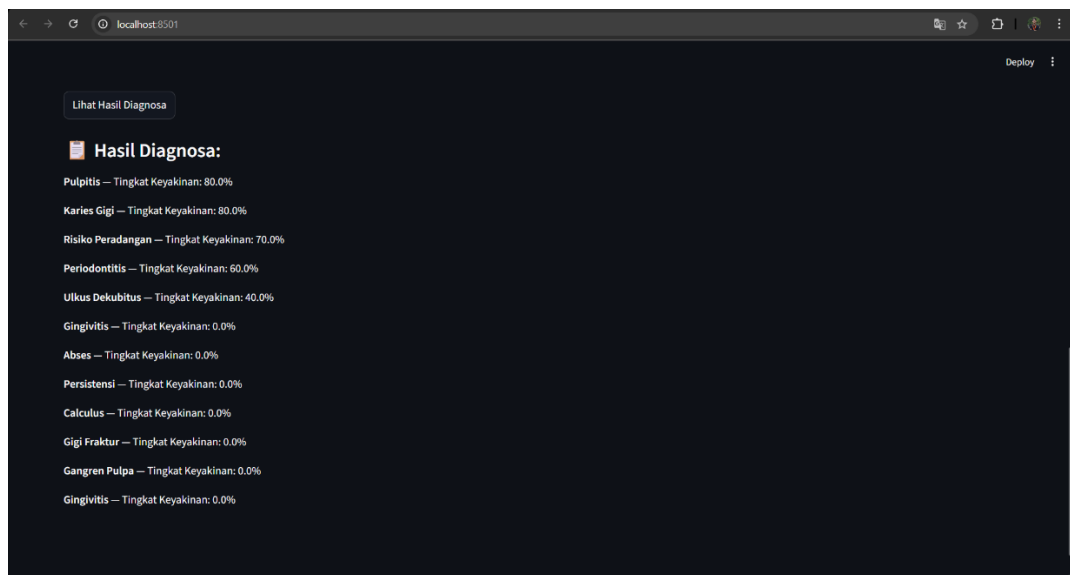 localhost:8501
Deploy
Lihat Hasil Diagnosa
Hasil Diagnosa:
Pulpitis — Tingkat Keyakinan: 80.0%
Karies Gigi — Tingkat Keyakinan: 80.0%
Risiko Peradangan — Tingkat Keyakinan: 70.0%
Periodontitis — Tingkat Keyakinan: 60.0%
Ulkus Dekubitus — Tingkat Keyakinan: 40.0%
Gingivitis — Tingkat Keyakinan: 0.0%
Abses — Tingkat Keyakinan: 0.0%
Persistensi — Tingkat Keyakinan: 0.0%
Calculus — Tingkat Keyakinan: 0.0%
Gigi Fraktur — Tingkat Keyakinan: 0.0%
Gangren Pulpa — Tingkat Keyakinan: 0.0%
Gingivitis — Tingkat Keyakinan: 0.0%